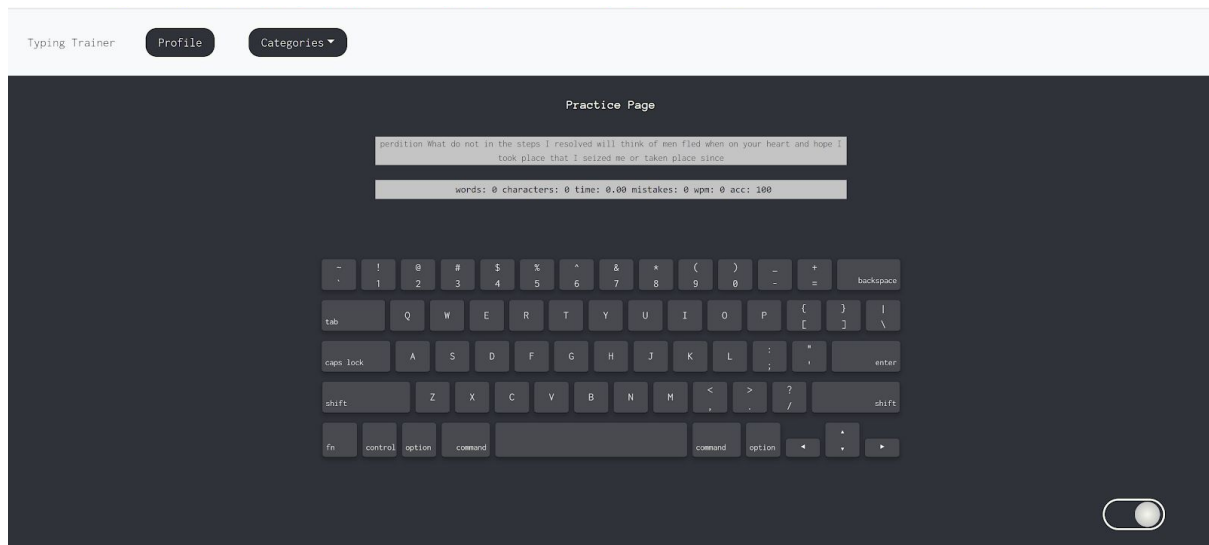 Typing Trainer Profile Categories
Practice Page
perdition What do not in the steps I resolved will think of men fled when on your heart and hope I
took place that I seized me or taken place since
words: 0 characters: 0 time: 0.00 mistakes: 0 wpm: 0 acc: 100
~ ! @ # $ % ^ & * ( ) _ +
` 1 2 3 4 5 6 7 8 9 0 - = backspace
tab Q W E R T Y U I O P { } |
[ ] \
caps lock A S D F G H J K L : "
; ' enter
shift Z X C V B N M < > ?
, . / shift
fn control option command command option